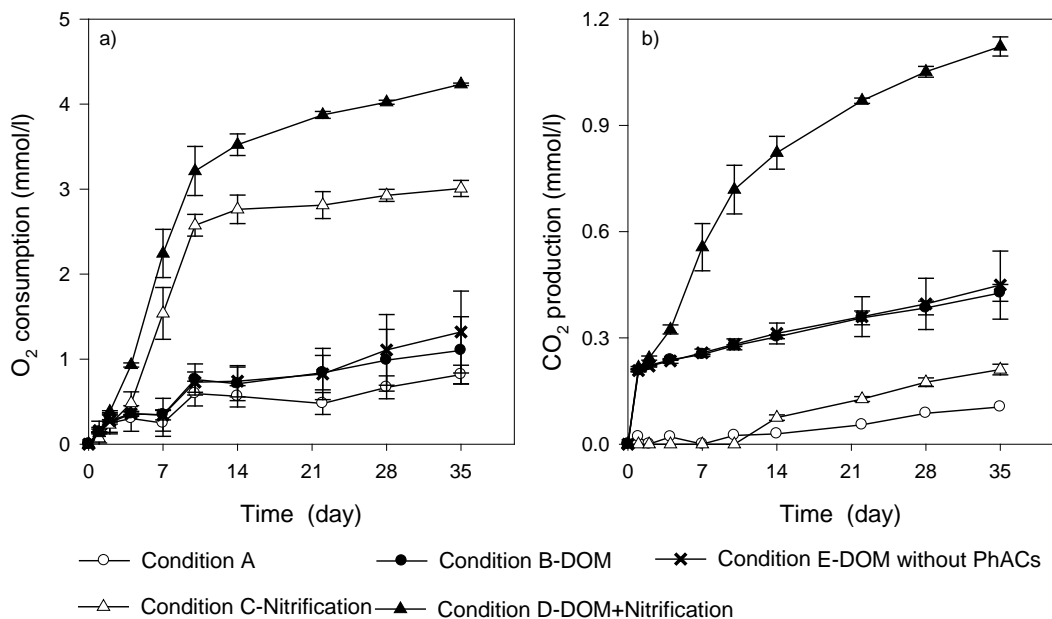 a)
O2 consumption (mmol/l)
5
4
3
2
1
0
0 7 14 21 28 35
Time (day)
b)
CO2 production (mmol/l)
1.2
0.9
0.6
0.3
0.0
0 7 14 21 28 35
Time (day)
Condition A
Condition B-DOM
Condition E-DOM without PhACs
Condition C-Nitrification
Condition D-DOM+Nitrification